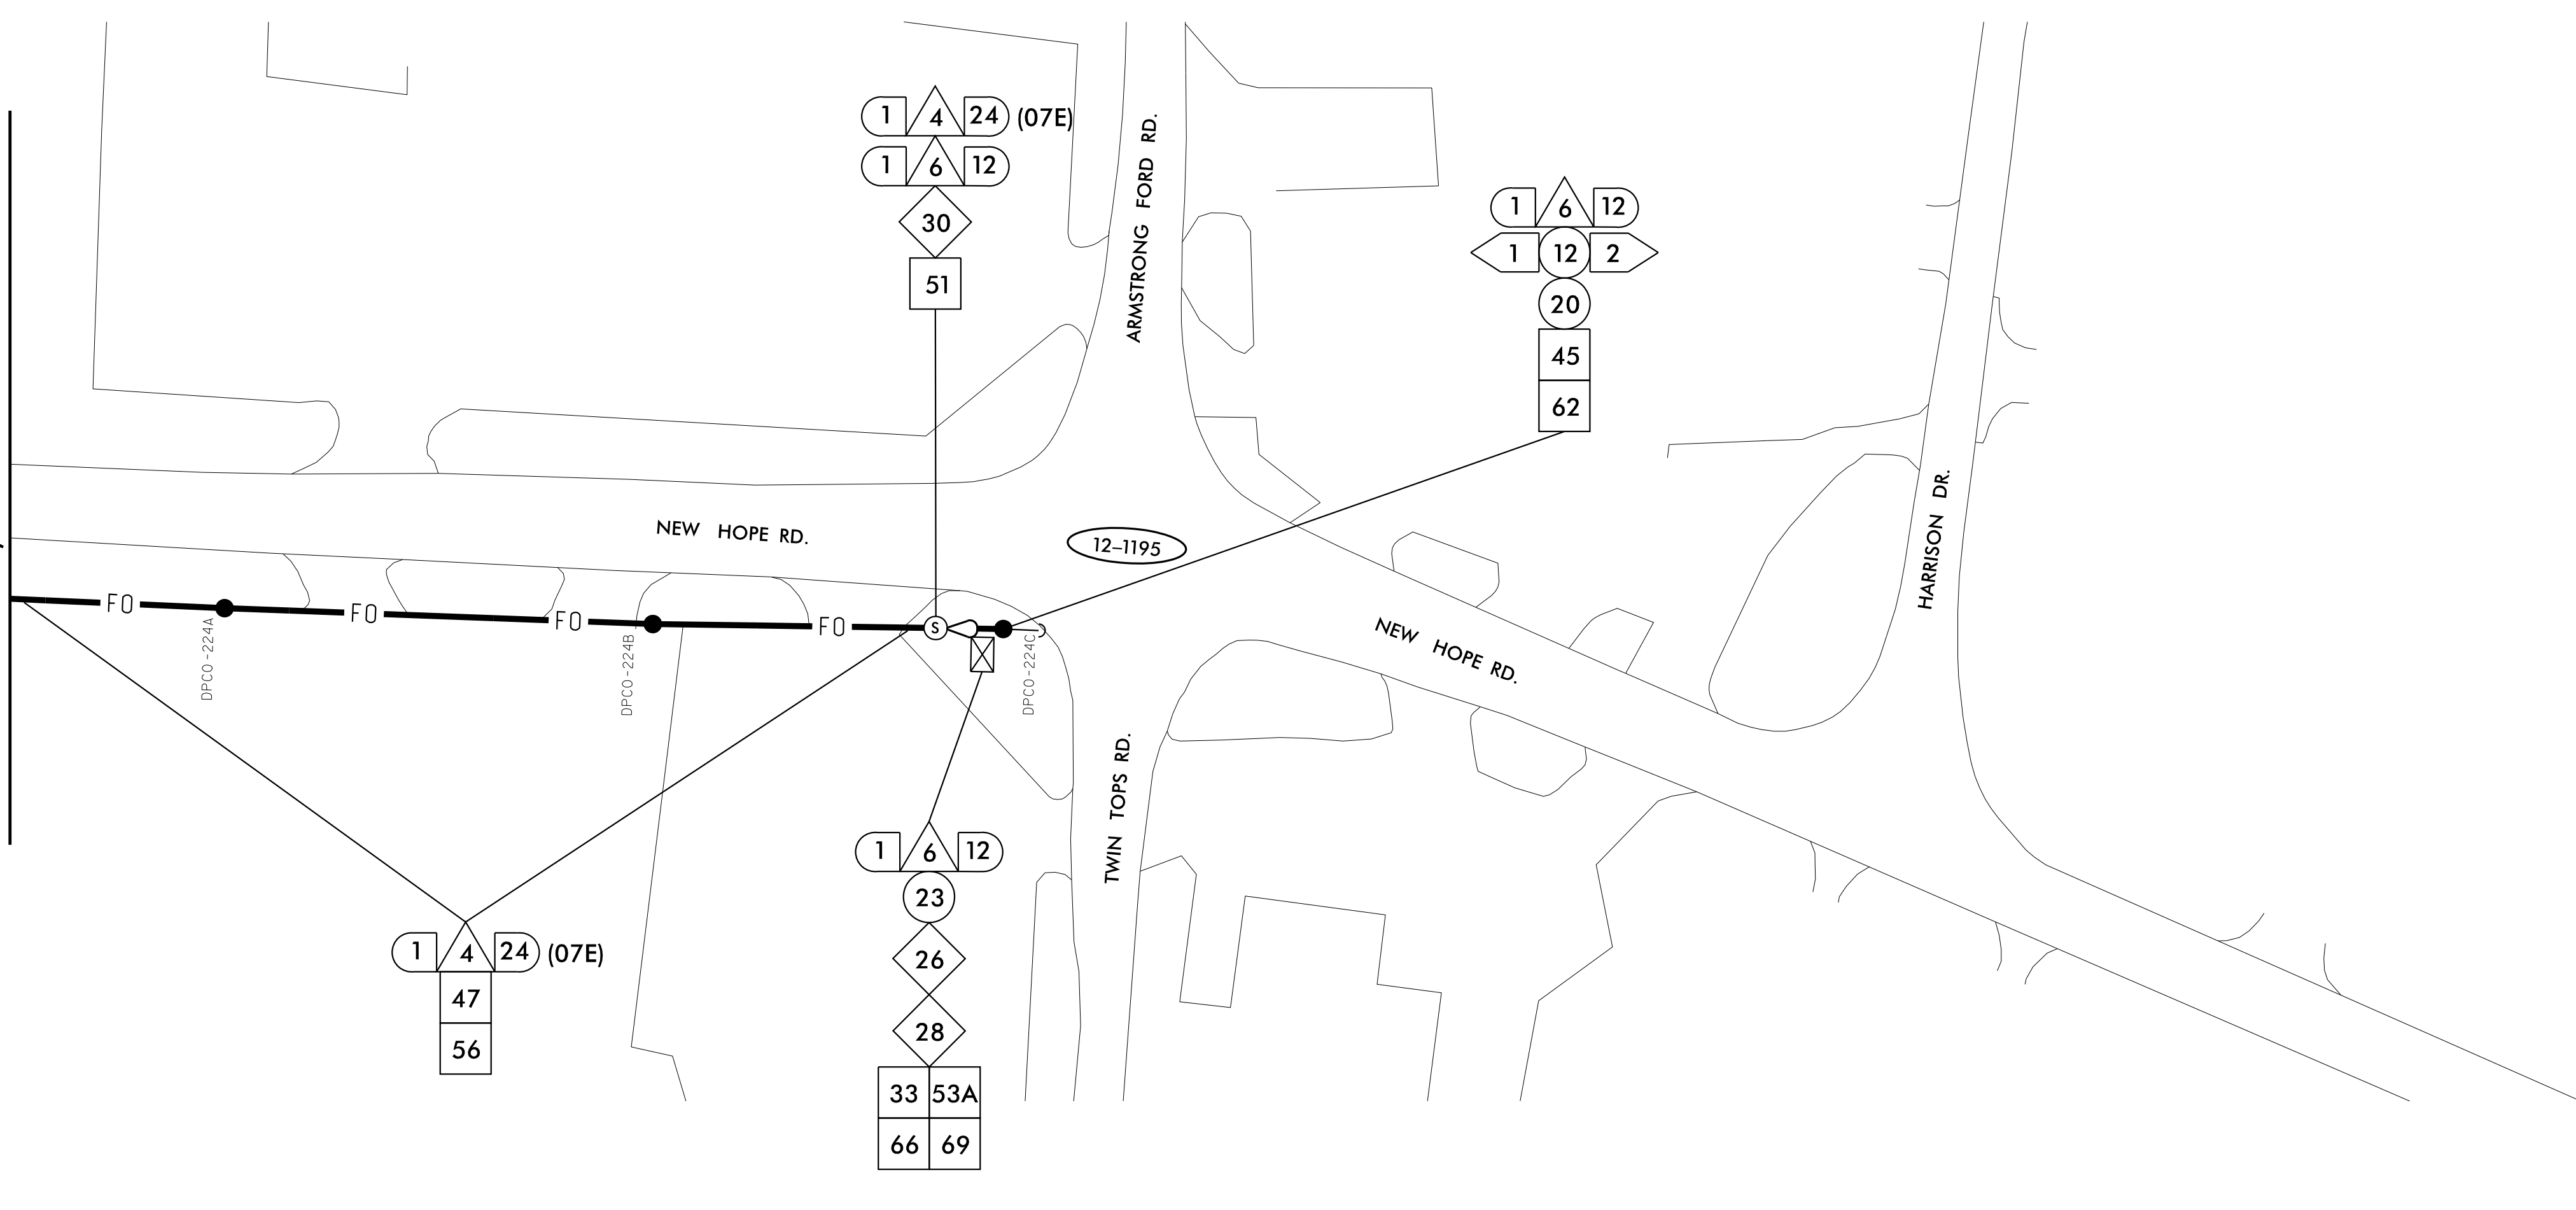 1 4 24 (07E)
1 6 12
30
51
ARMSTRONG FORD RD.
1 6 12
1 12 2
20
45
62
NEW HOPE RD.
12-1195
HARRISON DR.
FO FO FO FO
S
DPCO-224A
DPCO-224B
DPCO-224C
NEW HOPE RD.
TWIN TOPS RD.
1 6 12
23
26
28
33 53A
66 69
1 4 24 (07E)
47
56